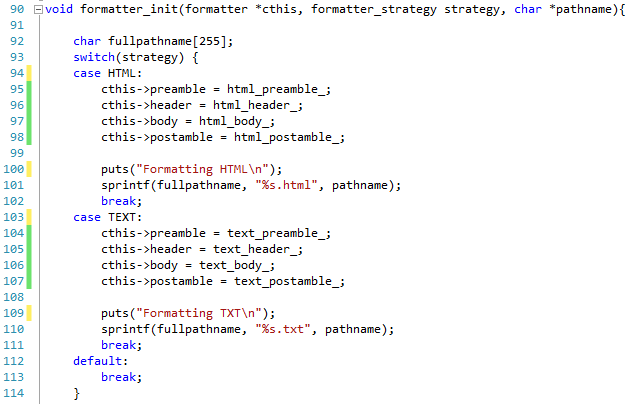 90 void formatter_init(formatter *cthis, formatter_strategy strategy, char *pathname){
91
92     char fullpathname[255];
93     switch(strategy) {
94     case HTML:
95         cthis->preamble = html_preamble_;
96         cthis->header = html_header_;
97         cthis->body = html_body_;
98         cthis->postamble = html_postamble_;
99
100         puts("Formatting HTML\n");
101         sprintf(fullpathname, "%s.html", pathname);
102         break;
103     case TEXT:
104         cthis->preamble = text_preamble_;
105         cthis->header = text_header_;
106         cthis->body = text_body_;
107         cthis->postamble = text_postamble_;
108
109         puts("Formatting TXT\n");
110         sprintf(fullpathname, "%s.txt", pathname);
111         break;
112     default:
113         break;
114     }